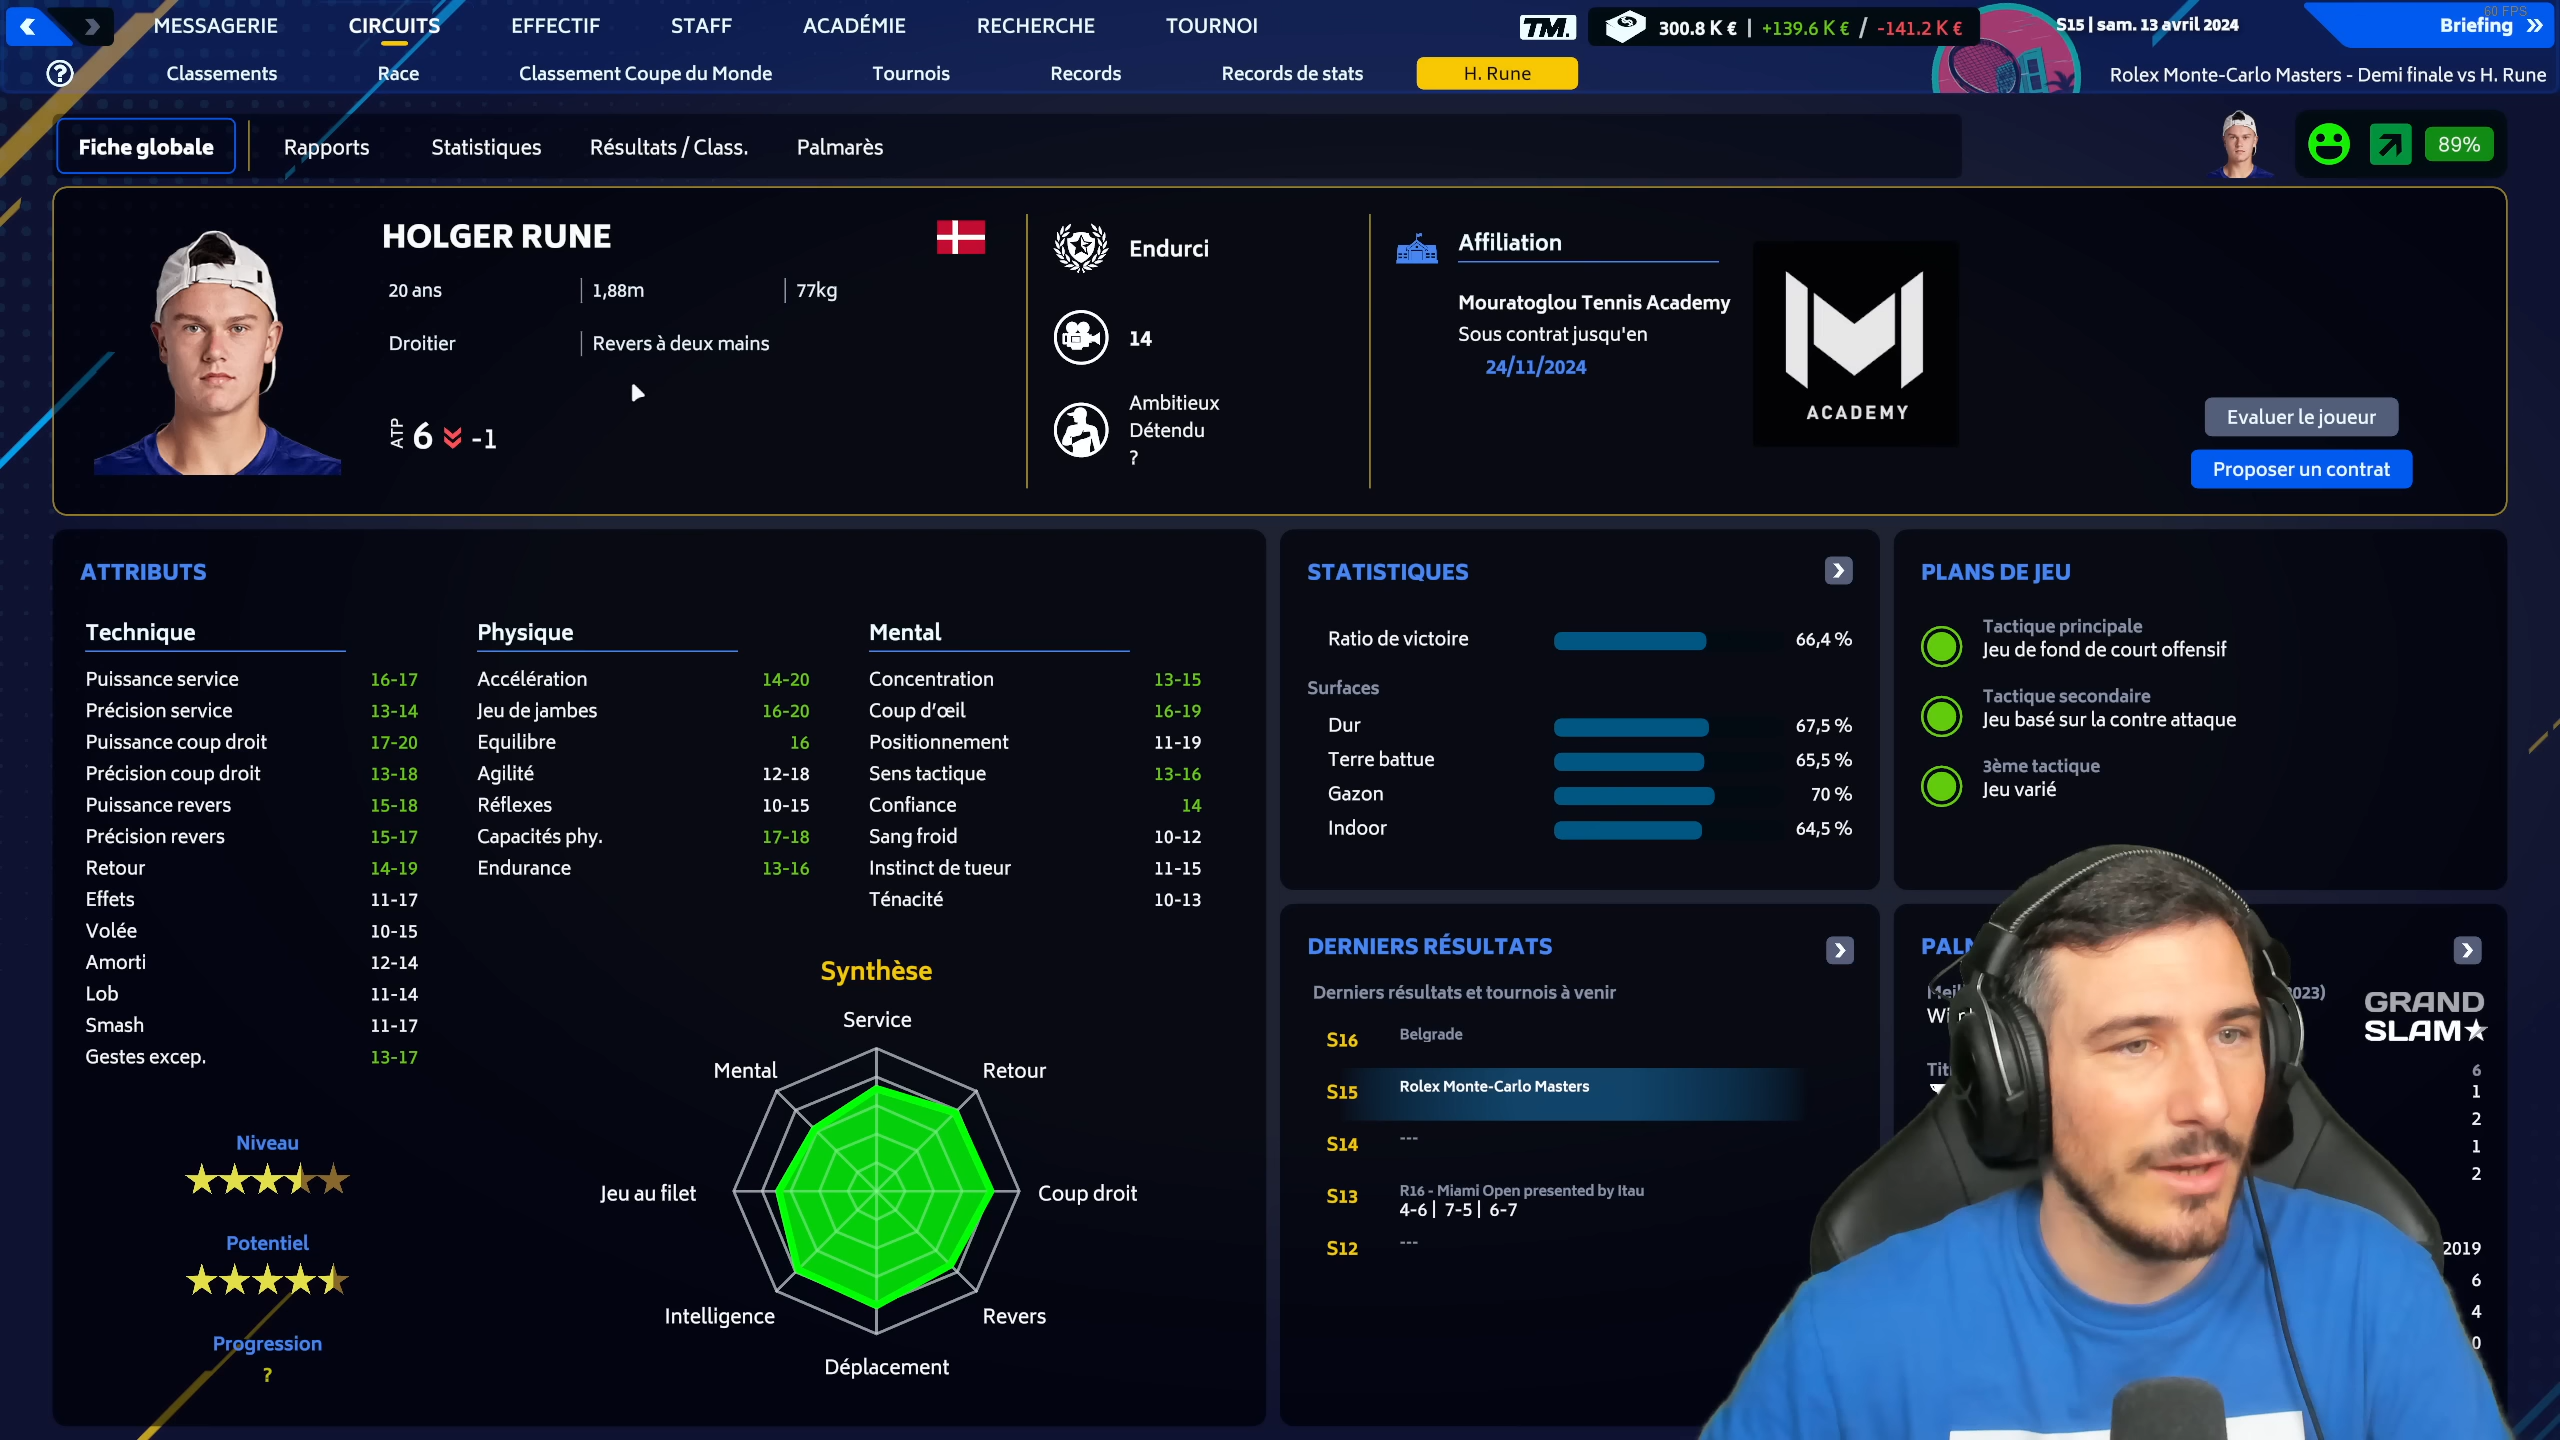 MESSAGERIE CIRCUITS EFFECTIF STAFF ACADÉMIE RECHERCHE TOURNOI
TM. 300.8 K € | +139.6 K € / -141.2 K €
S15 | sam. 13 avril 2024
60 FPS
Briefing
Classements Race Classement Coupe du Monde Tournois Records Records de stats H. Rune
Rolex Monte-Carlo Masters - Demi finale vs H. Rune
Fiche globale Rapports Statistiques Résultats / Class. Palmarès
89%
HOLGER RUNE
20 ans 1,88m 77kg
Droitier Revers à deux mains
ATP 6 -1
Endurci
14
Ambitieux
Détendu
?
Affiliation
Mouratoglou Tennis Academy
Sous contrat jusqu'en
24/11/2024
ACADEMY
Evaluer le joueur
Proposer un contrat
ATTRIBUTS
Technique
Puissance service 16-17
Précision service 13-14
Puissance coup droit 17-20
Précision coup droit 13-18
Puissance revers 15-18
Précision revers 15-17
Retour 14-19
Effets 11-17
Volée 10-15
Amorti 12-14
Lob 11-14
Smash 11-17
Gestes excep. 13-17
Physique
Accélération 14-20
Jeu de jambes 16-20
Equilibre 16
Agilité 12-18
Réflexes 10-15
Capacités phy. 17-18
Endurance 13-16
Mental
Concentration 13-15
Coup d'œil 16-19
Positionnement 11-19
Sens tactique 13-16
Confiance 14
Sang froid 10-12
Instinct de tueur 11-15
Ténacité 10-13
Niveau
Potentiel
Progression
?
Synthèse
Service
Retour
Coup droit
Revers
Déplacement
Intelligence
Jeu au filet
Mental
STATISTIQUES
Ratio de victoire 66,4 %
Surfaces
Dur 67,5 %
Terre battue 65,5 %
Gazon 70 %
Indoor 64,5 %
PLANS DE JEU
Tactique principale
Jeu de fond de court offensif
Tactique secondaire
Jeu basé sur la contre attaque
3ème tactique
Jeu varié
DERNIERS RÉSULTATS
Derniers résultats et tournois à venir
S16 Belgrade
S15 Rolex Monte-Carlo Masters
S14 ---
S13 R16 - Miami Open presented by Itau
4-6 | 7-5 | 6-7
S12 ---
GRAND
SLAM
6
1
2
1
2
2019
6
4
0